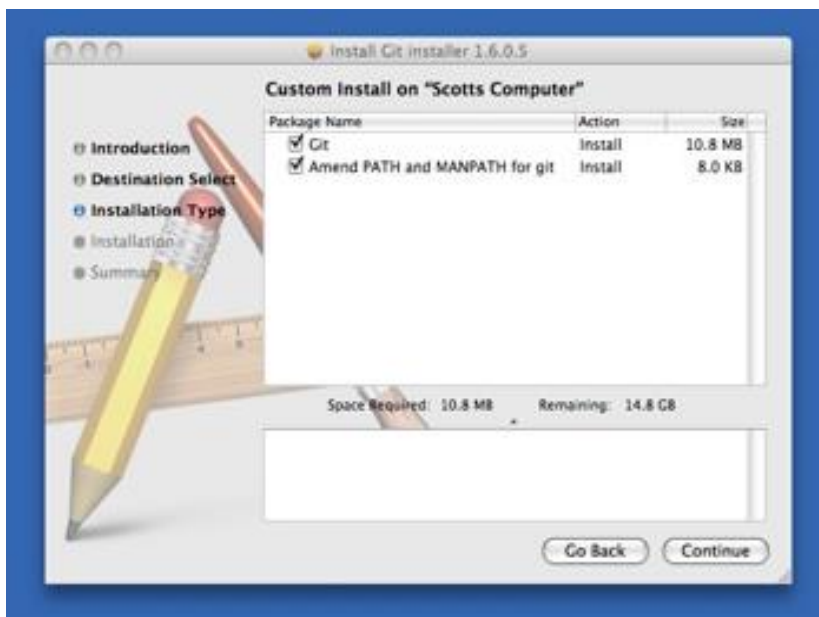 Install Git installer 1.6.0.5
Custom Install on "Scotts Computer"
Introduction
Destination Select
Installation Type
Installation
Summary
Package Name Action Size
Git Install 10.8 MB
Amend PATH and MANPATH for git Install 8.0 KB
Space Required: 10.8 MB Remaining: 14.8 GB
Go Back Continue